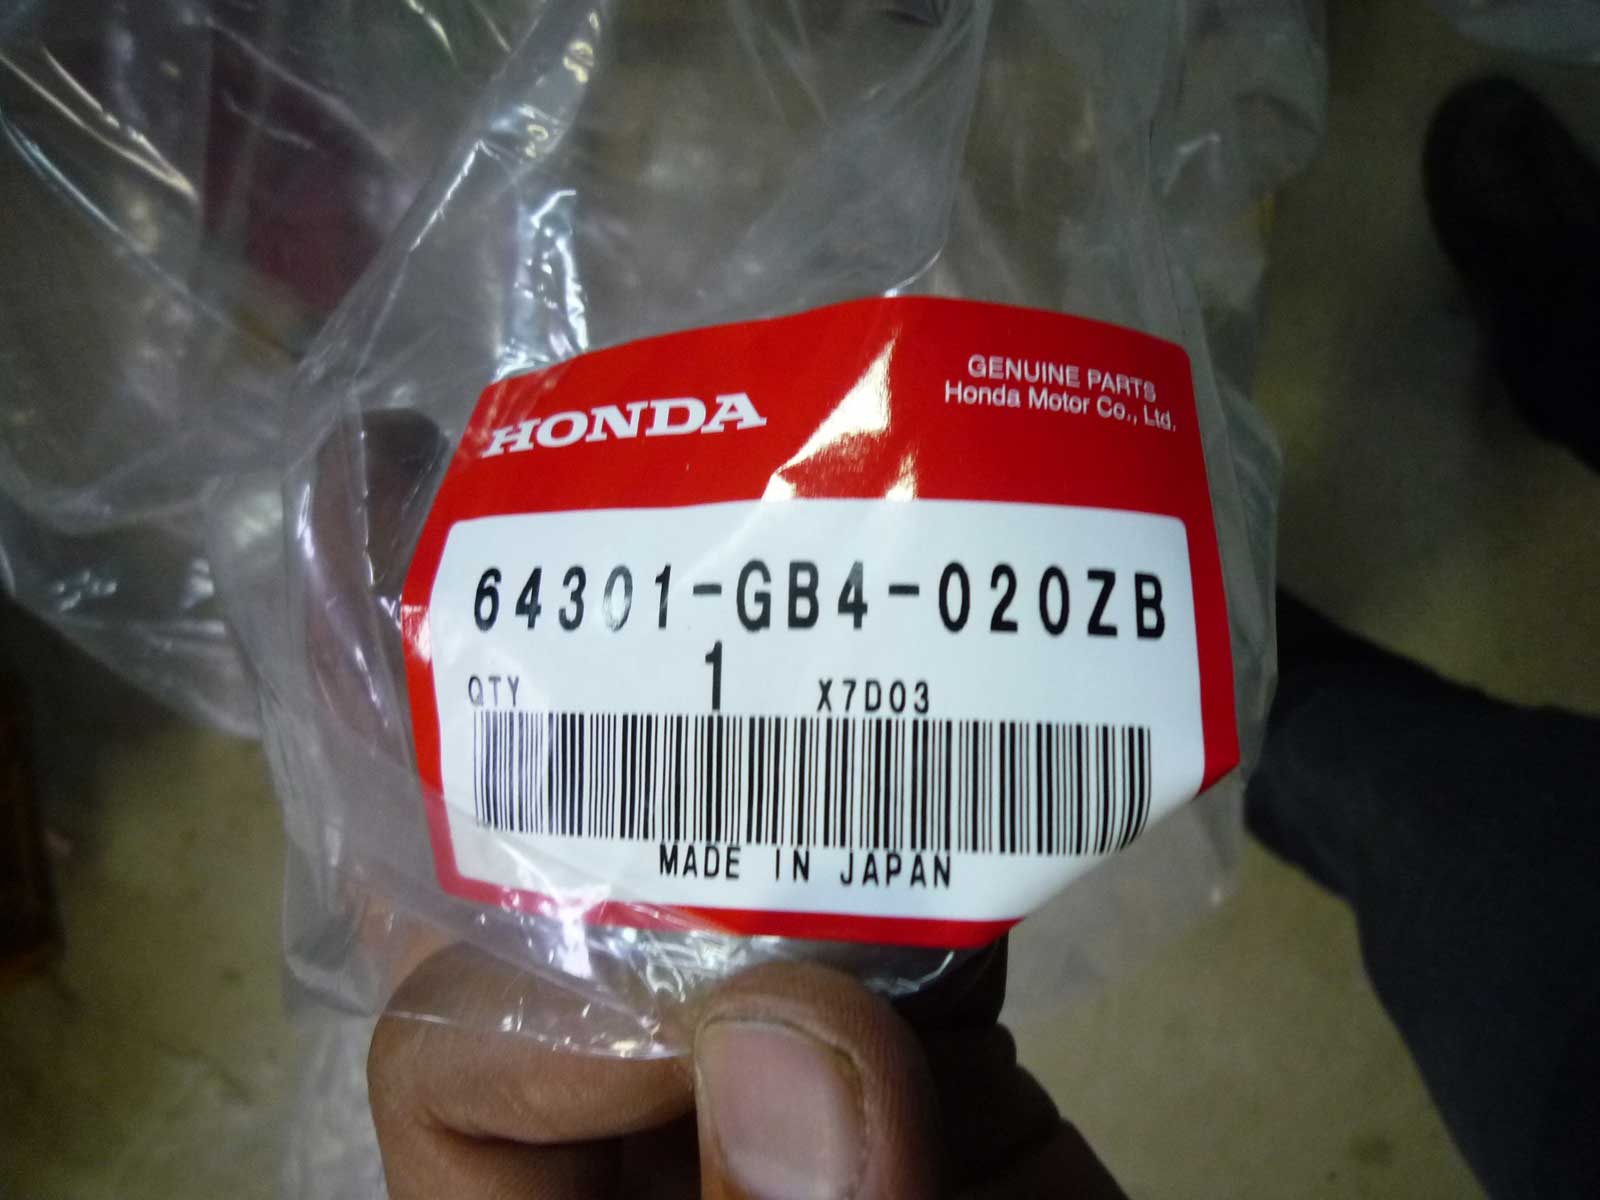 HONDA
GENUINE PARTS
Honda Motor Co., Ltd.
64301-GB4-020ZB
QTY 1 X7D03
MADE IN JAPAN